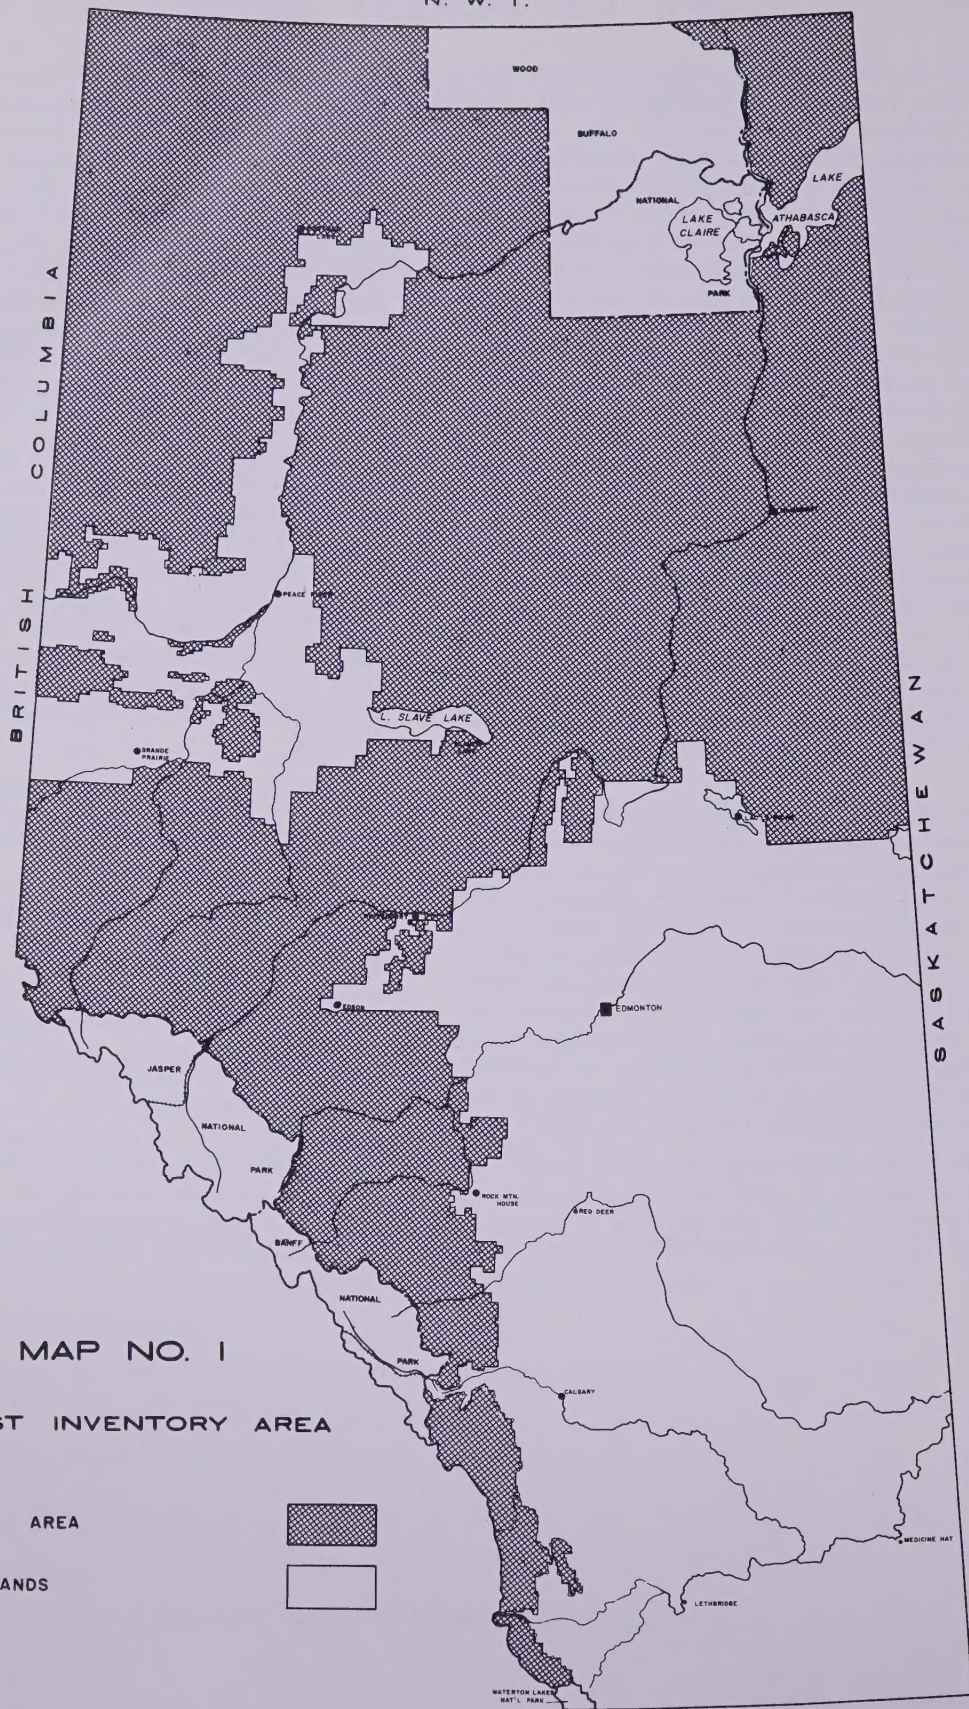 N. W. T.
WOOD
BUFFALO
NATIONAL
PARK
LAKE
CLAIRE
LAKE
ATHABASCA
BRITISH COLUMBIA
PEACE RIVER
L. SLAVE LAKE
GRANDE
PRAIRIE
SASKATCHEWAN
EDSON
EDMONTON
JASPER
NATIONAL
PARK
ROCK MTN.
HOUSE
RED DEER
BANFF
NATIONAL
PARK
CALGARY
MEDICINE HAT
LETHBRIDGE
WATERTON LAKES
NAT'L PARK
MAP NO. 1
ST INVENTORY AREA
AREA
ANDS